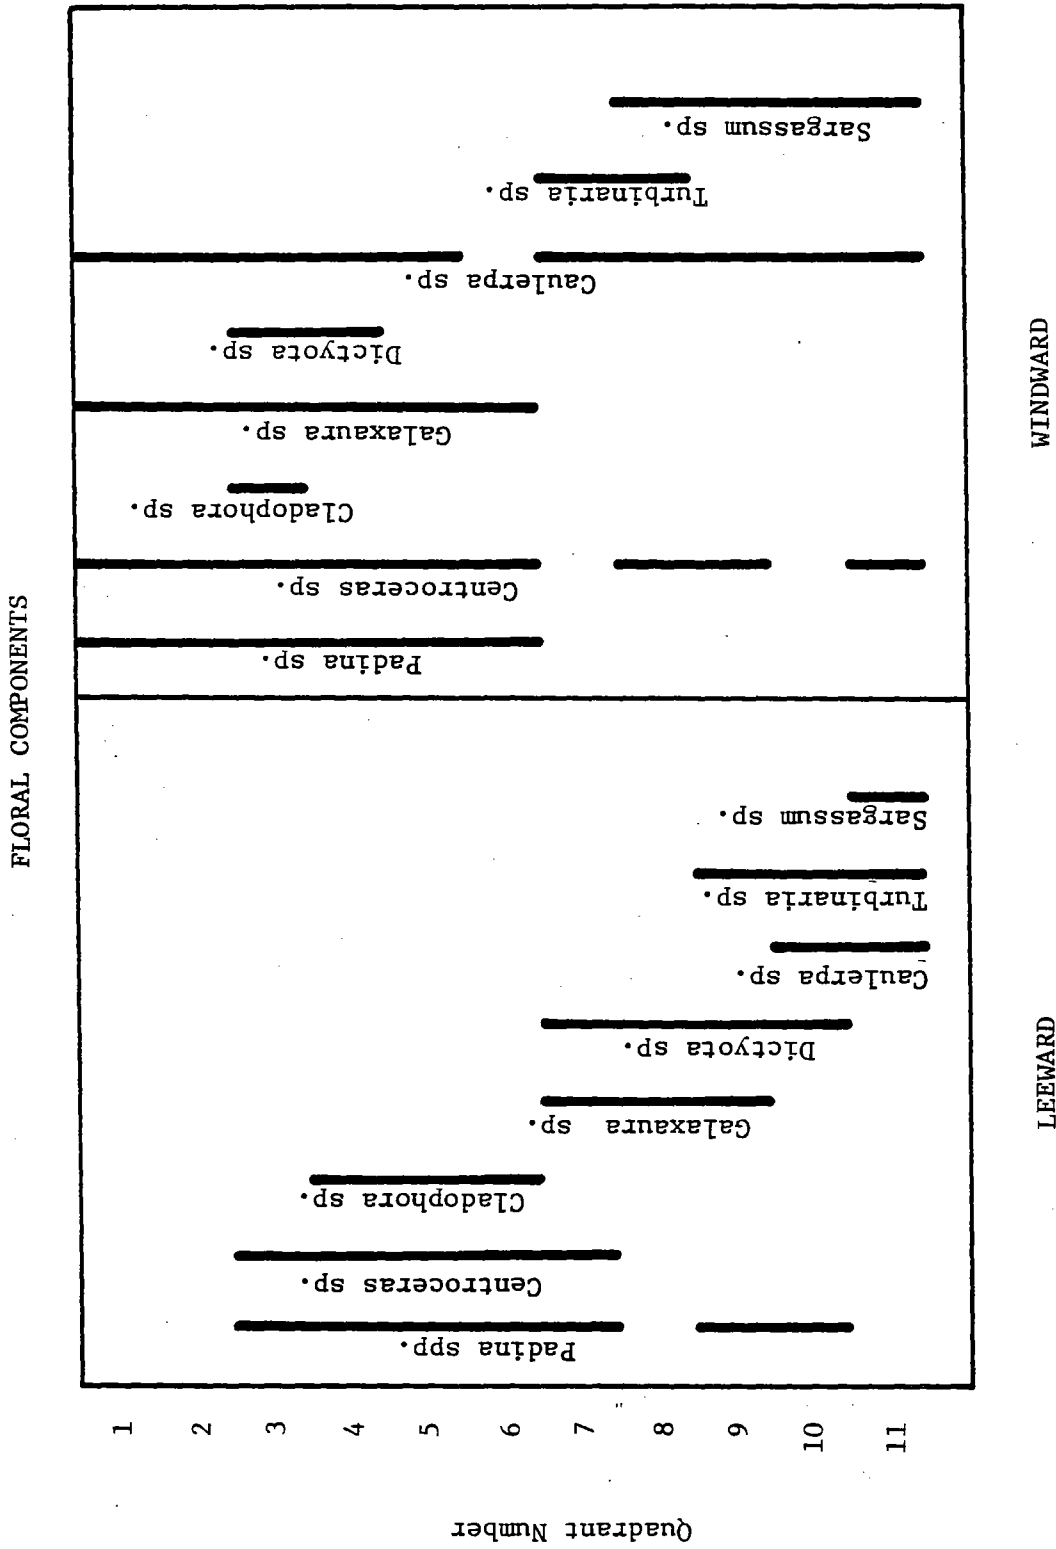 FLORAL COMPONENTS
Sargassum sp.
Turbinaria sp.
Caulerpa sp.
Dictyota sp.
Galaxaura sp.
Cladophora sp.
Centroceras sp.
Padina sp.
WINDWARD
Sargassum sp.
Turbinaria sp.
Caulerpa sp.
Dictyota sp.
Galaxaura sp.
Cladophora sp.
Centroceras sp.
Padina spp.
LEEWARD
1
2
3
4
5
6
7
8
9
10
11
Quadrant Number